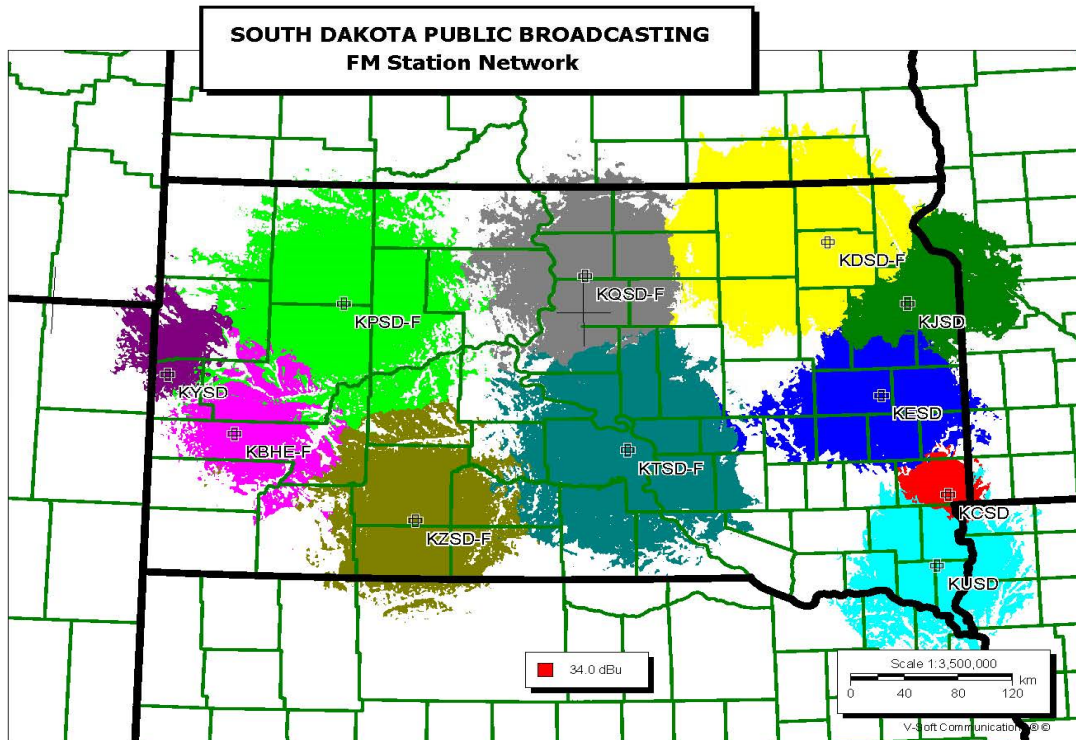 SOUTH DAKOTA PUBLIC BROADCASTING
FM Station Network
KDSD-F
KQSD-F
KPSD-F
KJSD
KYSD
KESD
KBHE-F
KTSD-F
KCSD
KZSD-F
KUSD
34.0 dBu
Scale 1:3,500,000
km
0 40 80 120
V-Soft Communications ® ©